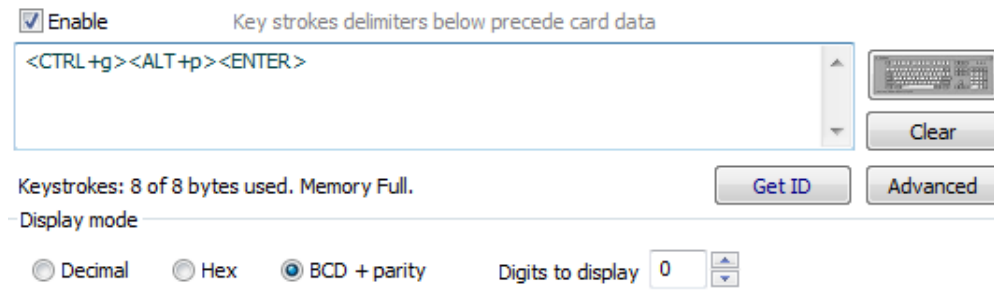 Enable Key strokes delimiters below precede card data
<CTRL+g><ALT+p><ENTER>
Clear
Keystrokes: 8 of 8 bytes used. Memory Full. Get ID Advanced
Display mode
Decimal Hex BCD + parity Digits to display 0